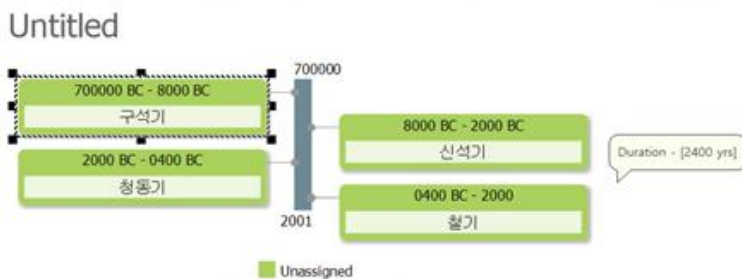 Untitled
700000
700000 BC - 8000 BC
구석기
8000 BC - 2000 BC
신석기
2000 BC - 0400 BC
청동기
Duration - [2400 yrs]
0400 BC - 2000
철기
2001
Unassigned